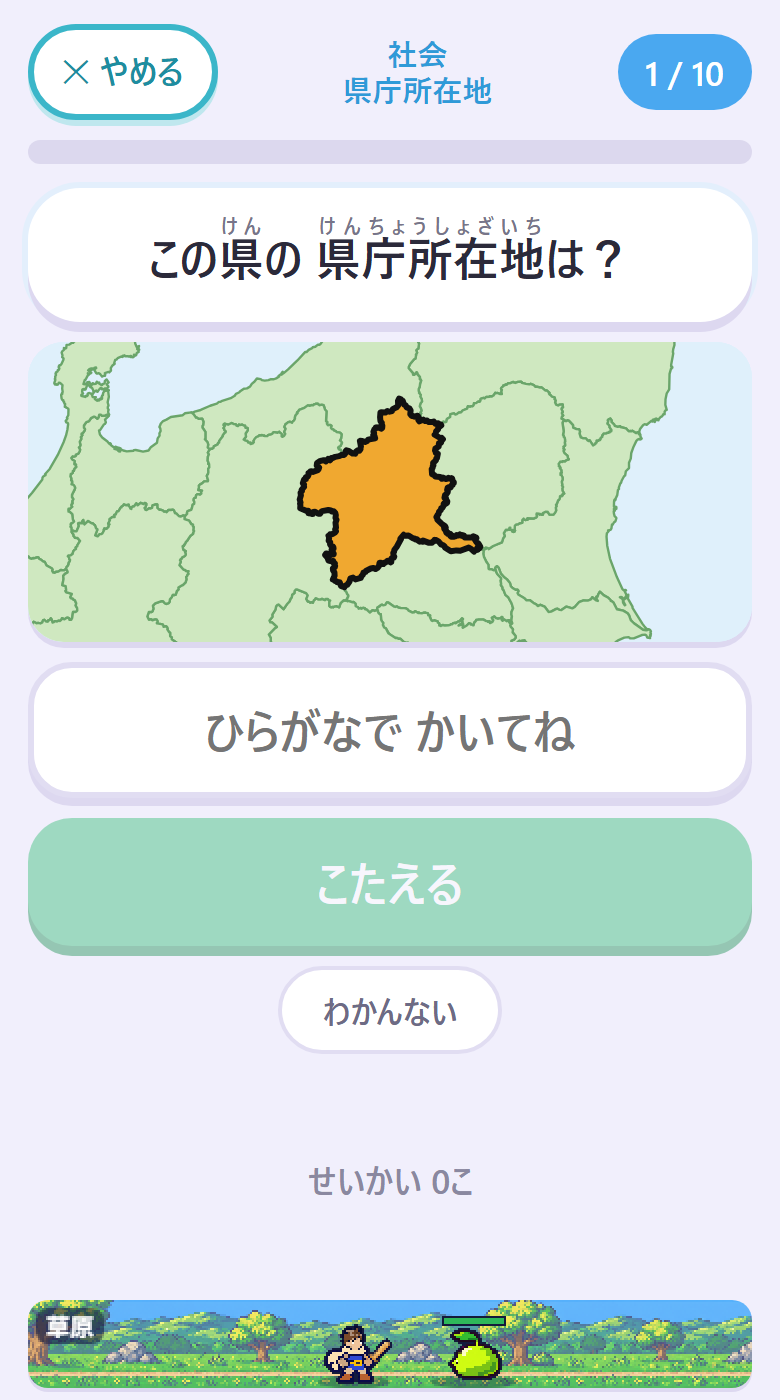 × やめる
社会
県庁所在地
1 / 10
けん けんちょうしょざいち
この県の 県庁所在地は？
ひらがなで かいてね
こたえる
わかんない
せいかい 0こ
草原